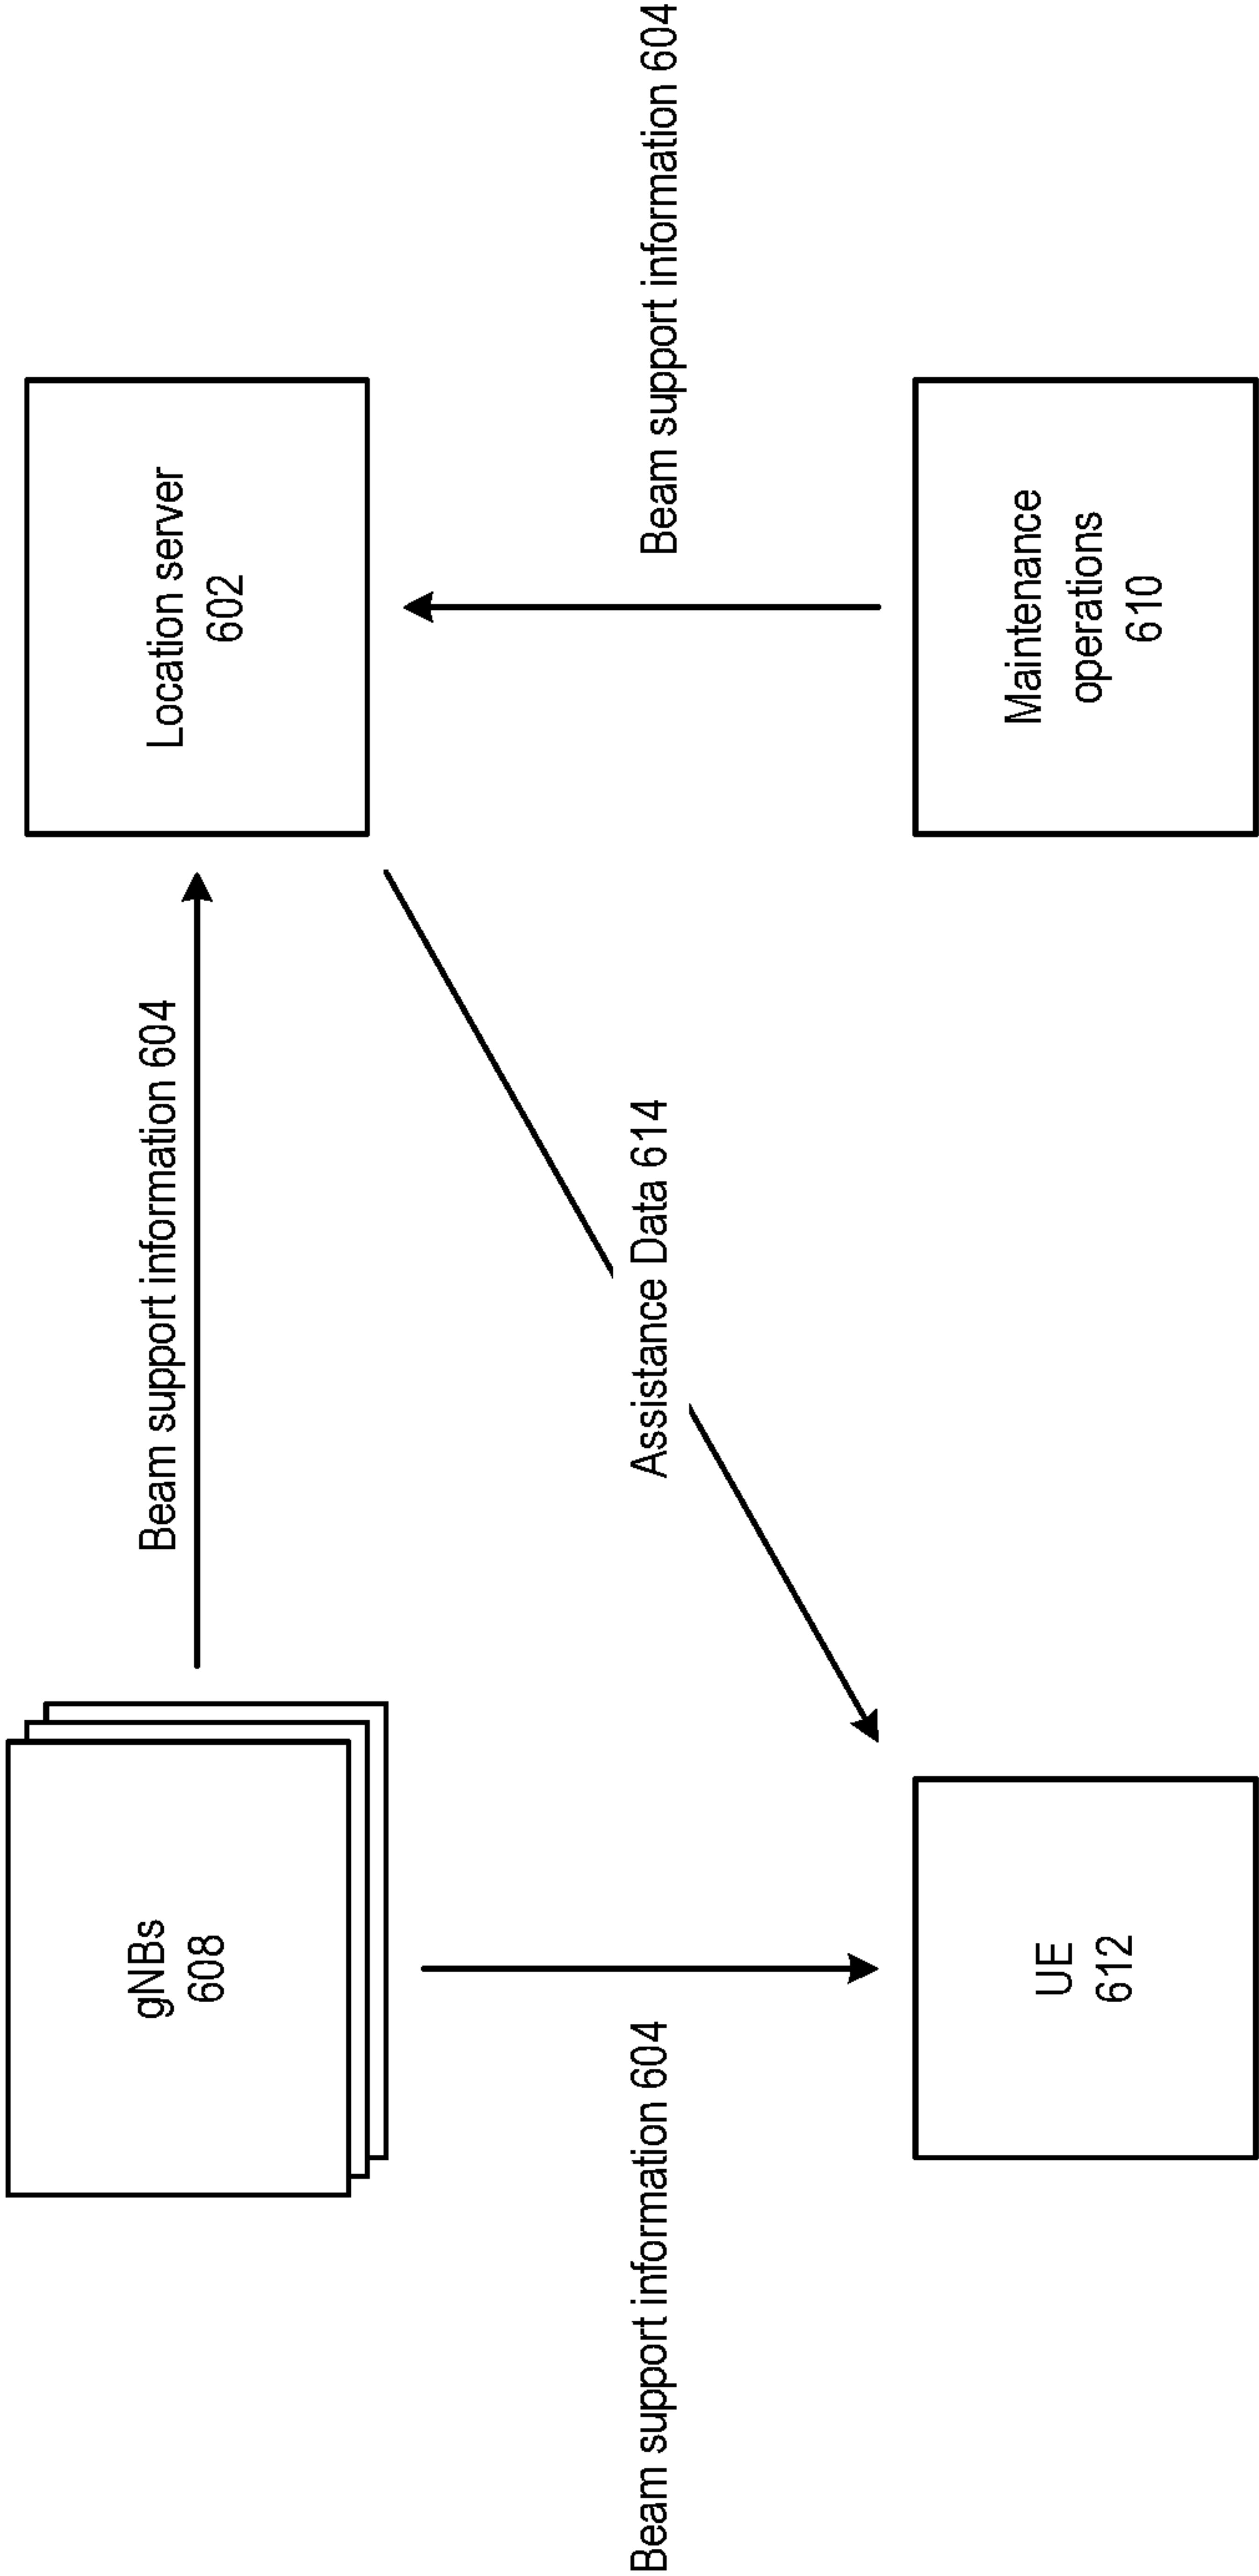 gNBs
608
Beam support information 604
Location server
602
Beam support information 604
Assistance Data 614
Beam support information 604
UE
612
Maintenance
operations
610